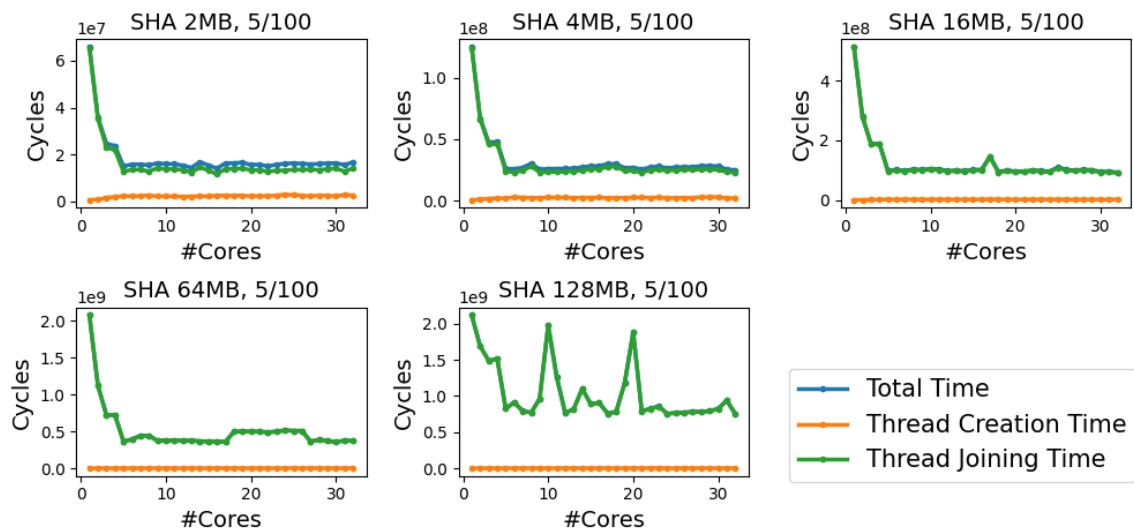 SHA 2MB, 5/100
1e7
6
4
2
0
Cycles
0
10
20
30
#Cores
SHA 4MB, 5/100
1e8
1.0
0.5
0.0
Cycles
0
10
20
30
#Cores
SHA 16MB, 5/100
1e8
4
2
0
Cycles
0
10
20
30
#Cores
SHA 64MB, 5/100
1e9
2.0
1.5
1.0
0.5
0.0
Cycles
0
10
20
30
#Cores
SHA 128MB, 5/100
1e9
2.0
1.5
1.0
0.5
0.0
Cycles
0
10
20
30
#Cores
Total Time
Thread Creation Time
Thread Joining Time